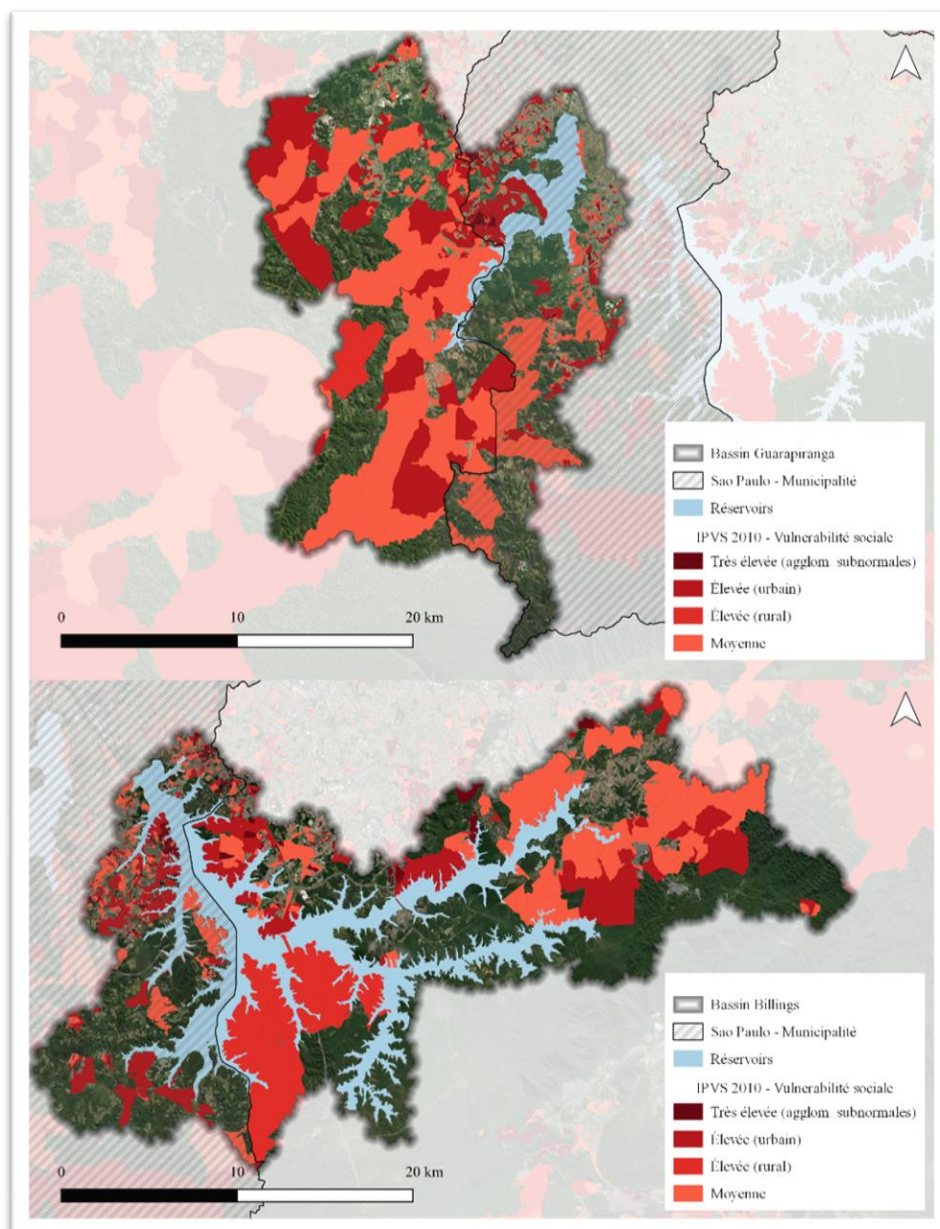 Bassin Guarapiranga
Sao Paulo - Municipalité
Réservoirs
IPVS 2010 - Vulnerabilité sociale
Très élevée (agglom. subnormales)
Élevée (urbain)
Élevée (rural)
Moyenne
0 10 20 km
Bassin Billings
Sao Paulo - Municipalité
Réservoirs
IPVS 2010 - Vulnerabilité sociale
Très élevée (agglom. subnormales)
Élevée (urbain)
Élevée (rural)
Moyenne
0 10 20 km